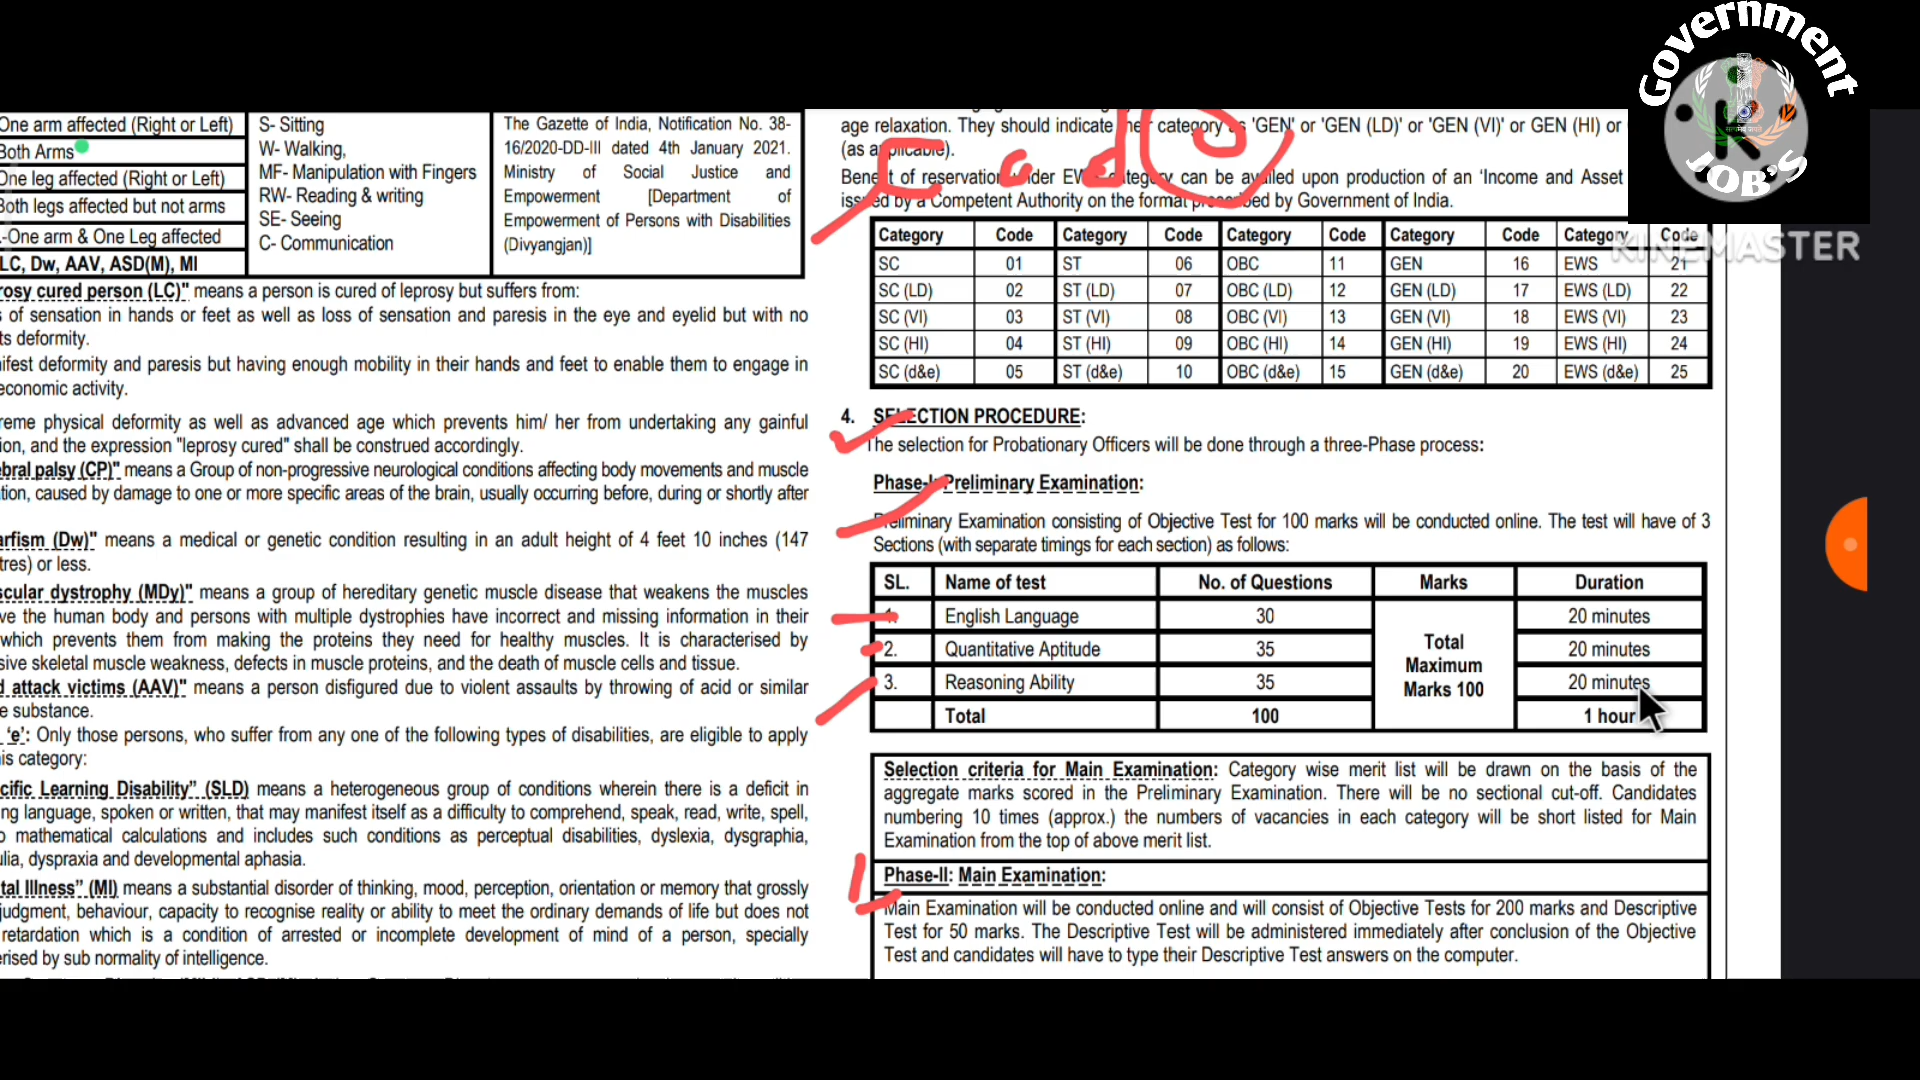 Government
JOB'S
KINEMASTER
One arm affected (Right or Left)
Both Arms
One leg affected (Right or Left)
Both legs affected but not arms
.-One arm & One Leg affected
LC, Dw, AAV, ASD(M), MI
S- Sitting
W- Walking,
MF- Manipulation with Fingers
RW- Reading & writing
SE- Seeing
C- Communication
The Gazette of India, Notification No. 38-
16/2020-DD-III dated 4th January 2021.
Ministry of Social Justice and
Empowerment [Department of
Empowerment of Persons with Disabilities
(Divyangjan)]
rosy cured person (LC)" means a person is cured of leprosy but suffers from:
s of sensation in hands or feet as well as loss of sensation and paresis in the eye and eyelid but with no
ts deformity.
nifest deformity and paresis but having enough mobility in their hands and feet to enable them to engage in
economic activity.
reme physical deformity as well as advanced age which prevents him/ her from undertaking any gainful
ion, and the expression "leprosy cured" shall be construed accordingly.
ebral palsy (CP)" means a Group of non-progressive neurological conditions affecting body movements and muscle
tion, caused by damage to one or more specific areas of the brain, usually occurring before, during or shortly after
arfism (Dw)" means a medical or genetic condition resulting in an adult height of 4 feet 10 inches (147
tres) or less.
scular dystrophy (MDy)" means a group of hereditary genetic muscle disease that weakens the muscles
ve the human body and persons with multiple dystrophies have incorrect and missing information in their
which prevents them from making the proteins they need for healthy muscles. It is characterised by
sive skeletal muscle weakness, defects in muscle proteins, and the death of muscle cells and tissue.
d attack victims (AAV)" means a person disfigured due to violent assaults by throwing of acid or similar
e substance.
'e': Only those persons, who suffer from any one of the following types of disabilities, are eligible to apply
is category:
cific Learning Disability” (SLD) means a heterogeneous group of conditions wherein there is a deficit in
ng language, spoken or written, that may manifest itself as a difficulty to comprehend, speak, read, write, spell,
o mathematical calculations and includes such conditions as perceptual disabilities, dyslexia, dysgraphia,
ulia, dyspraxia and developmental aphasia.
tal Illness” (MI) means a substantial disorder of thinking, mood, perception, orientation or memory that grossly
judgment, behaviour, capacity to recognise reality or ability to meet the ordinary demands of life but does not
retardation which is a condition of arrested or incomplete development of mind of a person, specially
erised by sub normality of intelligence.
age relaxation. They should indicate their category as 'GEN' or 'GEN (LD)' or 'GEN (VI)' or GEN (HI) or
(as applicable).
Benefit of reservation under EWS category can be availed upon production of an ‘Income and Asset
issued by a Competent Authority on the format prescribed by Government of India.
Category Code Category Code Category Code Category Code Category Code
SC 01 ST 06 OBC 11 GEN 16 EWS 21
SC (LD) 02 ST (LD) 07 OBC (LD) 12 GEN (LD) 17 EWS (LD) 22
SC (VI) 03 ST (VI) 08 OBC (VI) 13 GEN (VI) 18 EWS (VI) 23
SC (HI) 04 ST (HI) 09 OBC (HI) 14 GEN (HI) 19 EWS (HI) 24
SC (d&e) 05 ST (d&e) 10 OBC (d&e) 15 GEN (d&e) 20 EWS (d&e) 25
4. SELECTION PROCEDURE:
The selection for Probationary Officers will be done through a three-Phase process:
Phase-I: Preliminary Examination:
Preliminary Examination consisting of Objective Test for 100 marks will be conducted online. The test will have of 3
Sections (with separate timings for each section) as follows:
SL. Name of test No. of Questions Marks Duration
1. English Language 30 20 minutes
2. Quantitative Aptitude 35 20 minutes
3. Reasoning Ability 35 20 minutes
Total Maximum Marks 100
Total 100 1 hour
Selection criteria for Main Examination: Category wise merit list will be drawn on the basis of the
aggregate marks scored in the Preliminary Examination. There will be no sectional cut-off. Candidates
numbering 10 times (approx.) the numbers of vacancies in each category will be short listed for Main
Examination from the top of above merit list.
Phase-II: Main Examination:
Main Examination will be conducted online and will consist of Objective Tests for 200 marks and Descriptive
Test for 50 marks. The Descriptive Test will be administered immediately after conclusion of the Objective
Test and candidates will have to type their Descriptive Test answers on the computer.